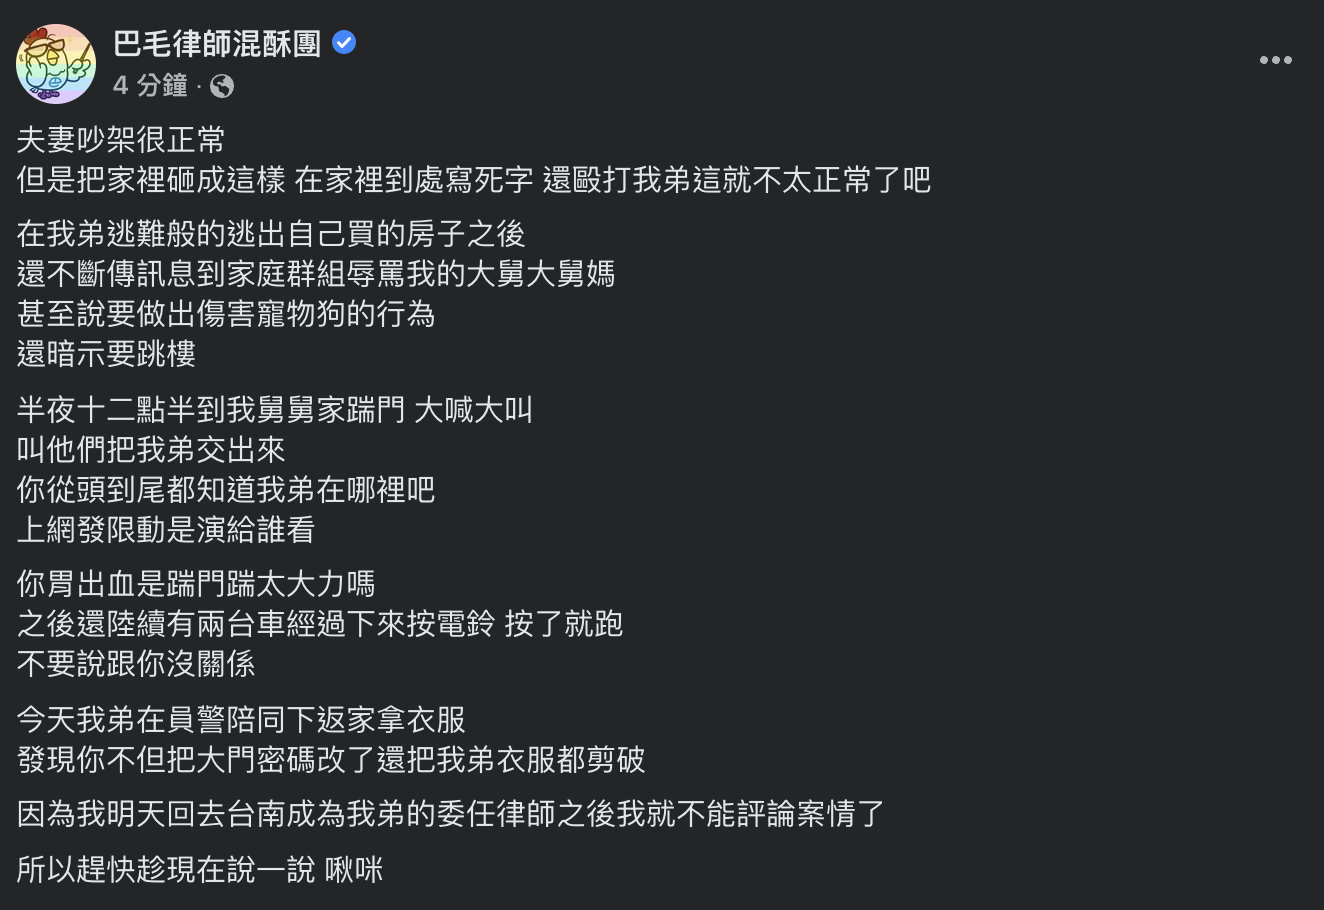 巴毛律師混酥團
4 分鐘 ·
夫妻吵架很正常
但是把家裡砸成這樣 在家裡到處寫死字 還毆打我弟這就不太正常了吧
在我弟逃難般的逃出自己買的房子之後
還不斷傳訊息到家庭群組辱罵我的大舅大舅媽
甚至說要做出傷害寵物狗的行為
還暗示要跳樓
半夜十二點半到我舅舅家踹門 大喊大叫
叫他們把我弟交出來
你從頭到尾都知道我弟在哪裡吧
上網發限動是演給誰看
你胃出血是踹門踹太大力嗎
之後還陸續有兩台車經過下來按電鈴 按了就跑
不要說跟你沒關係
今天我弟在員警陪同下返家拿衣服
發現你不但把大門密碼改了還把我弟衣服都剪破
因為我明天回去台南成為我弟的委任律師之後我就不能評論案情了
所以趕快趁現在說一說 啾咪